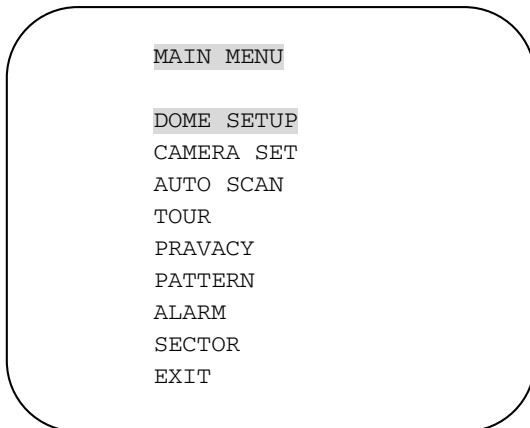 MAIN MENU
DOME SETUP
CAMERA SET
AUTO SCAN
TOUR
PRAVACY
PATTERN
ALARM
SECTOR
EXIT